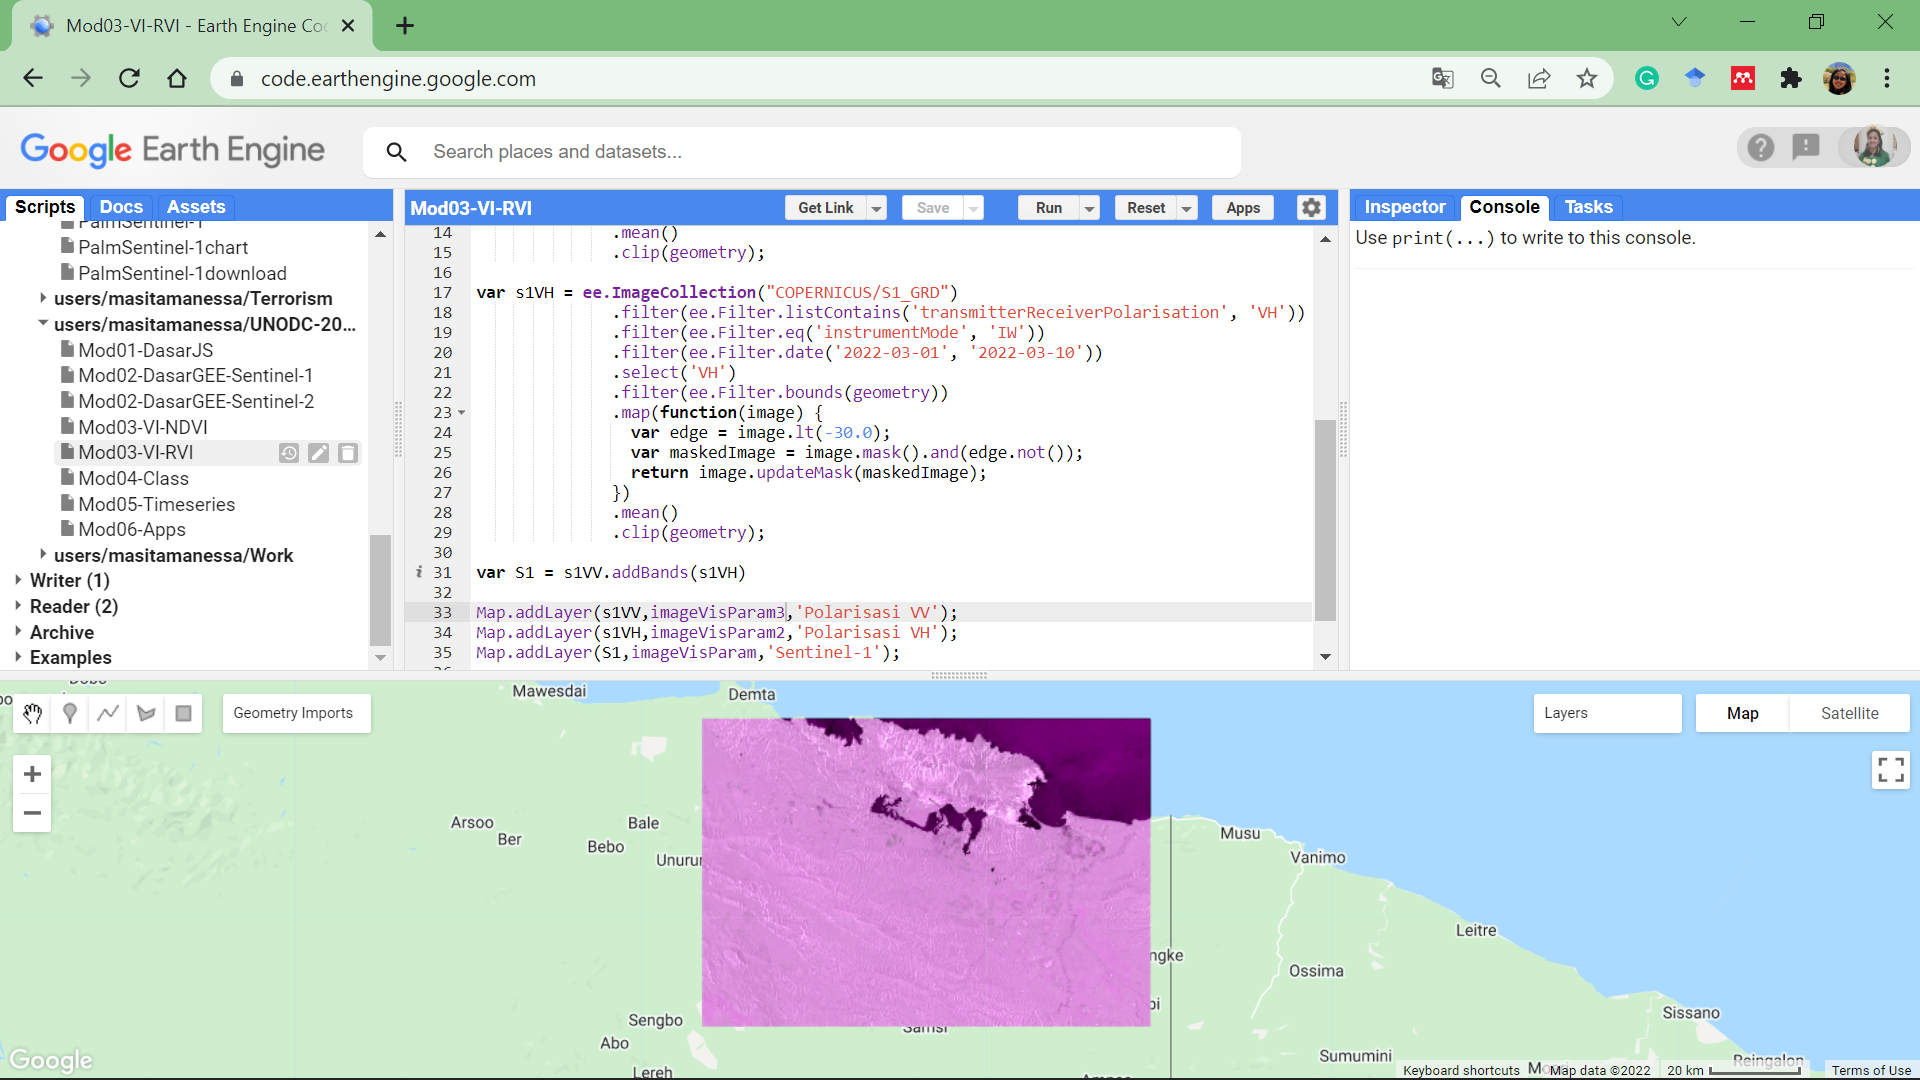 Mod03-VI-RVI - Earth Engine Co
code.earthengine.google.com
Google Earth Engine
Search places and datasets...
Scripts Docs Assets
PalmSentinel-1
PalmSentinel-1chart
PalmSentinel-1download
users/masitamanessa/Terrorism
users/masitamanessa/UNODC-20...
Mod01-DasarJS
Mod02-DasarGEE-Sentinel-1
Mod02-DasarGEE-Sentinel-2
Mod03-VI-NDVI
Mod03-VI-RVI
Mod04-Class
Mod05-Timeseries
Mod06-Apps
users/masitamanessa/Work
Writer (1)
Reader (2)
Archive
Examples
Mod03-VI-RVI Get Link Save Run Reset Apps
14 .mean()
15 .clip(geometry);
16
17 var s1VH = ee.ImageCollection("COPERNICUS/S1_GRD")
18 .filter(ee.Filter.listContains('transmitterReceiverPolarisation', 'VH'))
19 .filter(ee.Filter.eq('instrumentMode', 'IW'))
20 .filter(ee.Filter.date('2022-03-01', '2022-03-10'))
21 .select('VH')
22 .filter(ee.Filter.bounds(geometry))
23 .map(function(image) {
24 var edge = image.lt(-30.0);
25 var maskedImage = image.mask().and(edge.not());
26 return image.updateMask(maskedImage);
27 })
28 .mean()
29 .clip(geometry);
30
i 31 var S1 = s1VV.addBands(s1VH)
32
33 Map.addLayer(s1VV,imageVisParam3,'Polarisasi VV');
34 Map.addLayer(s1VH,imageVisParam2,'Polarisasi VH');
35 Map.addLayer(S1,imageVisParam,'Sentinel-1');
Inspector Console Tasks
Use print(...) to write to this console.
Geometry Imports
Layers
Map Satellite
Mawesdai
Demta
Arsoo
Ber
Bale
Bebo
Unurur
Musu
Vanimo
Leitre
ngke
Ossima
pi
Sengbo
Samsi
Abo
Sissano
Sumumini
Reingalon
Lereh
Google
Keyboard shortcuts Map data ©2022 20 km Terms of Use